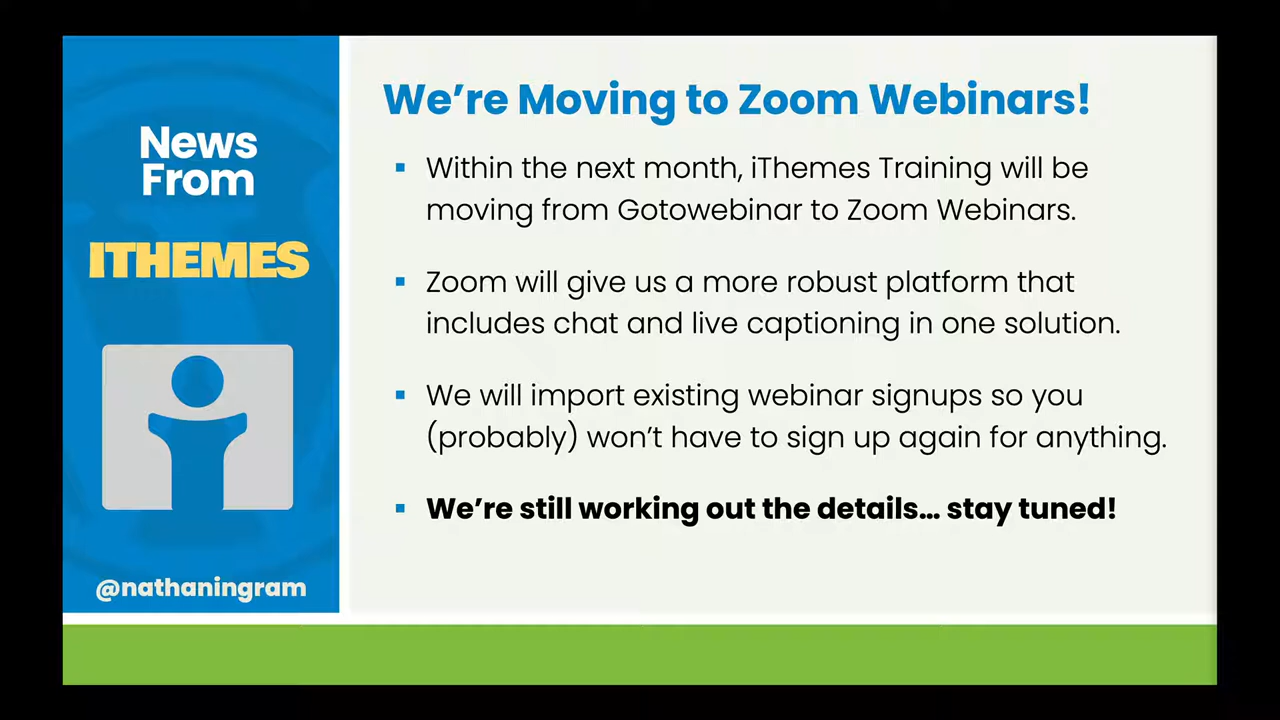 News
From
ITHEMES
@nathaningram
We’re Moving to Zoom Webinars!
▪ Within the next month, iThemes Training will be
moving from Gotowebinar to Zoom Webinars.
▪ Zoom will give us a more robust platform that
includes chat and live captioning in one solution.
▪ We will import existing webinar signups so you
(probably) won’t have to sign up again for anything.
▪ We’re still working out the details... stay tuned!